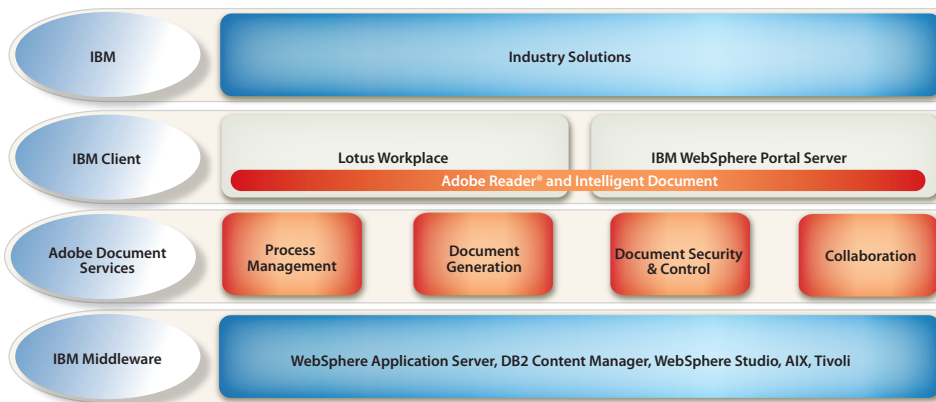 IBM
Industry Solutions
IBM Client
Lotus Workplace
IBM WebSphere Portal Server
Adobe Reader® and Intelligent Document
Adobe Document
Services
Process
Management
Document
Generation
Document Security
& Control
Collaboration
IBM Middleware
WebSphere Application Server, DB2 Content Manager, WebSphere Studio, AIX, Tivoli